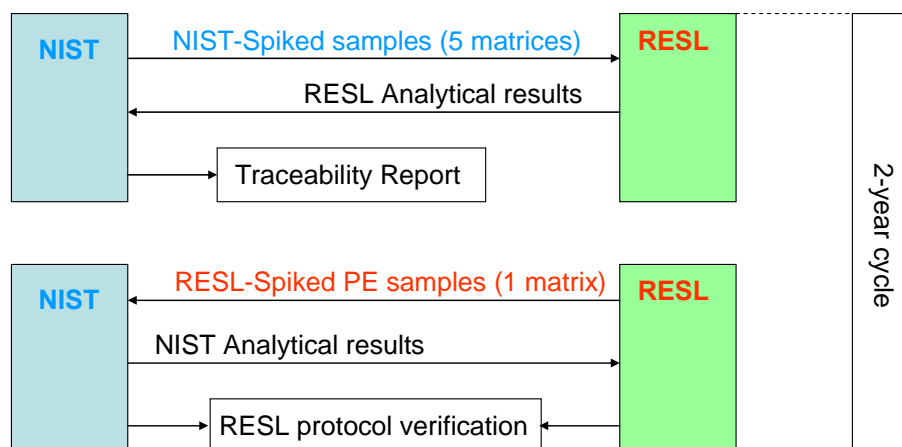 NIST
NIST-Spiked samples (5 matrices)
RESL
RESL Analytical results
Traceability Report
2-year cycle
NIST
RESL-Spiked PE samples (1 matrix)
RESL
NIST Analytical results
RESL protocol verification